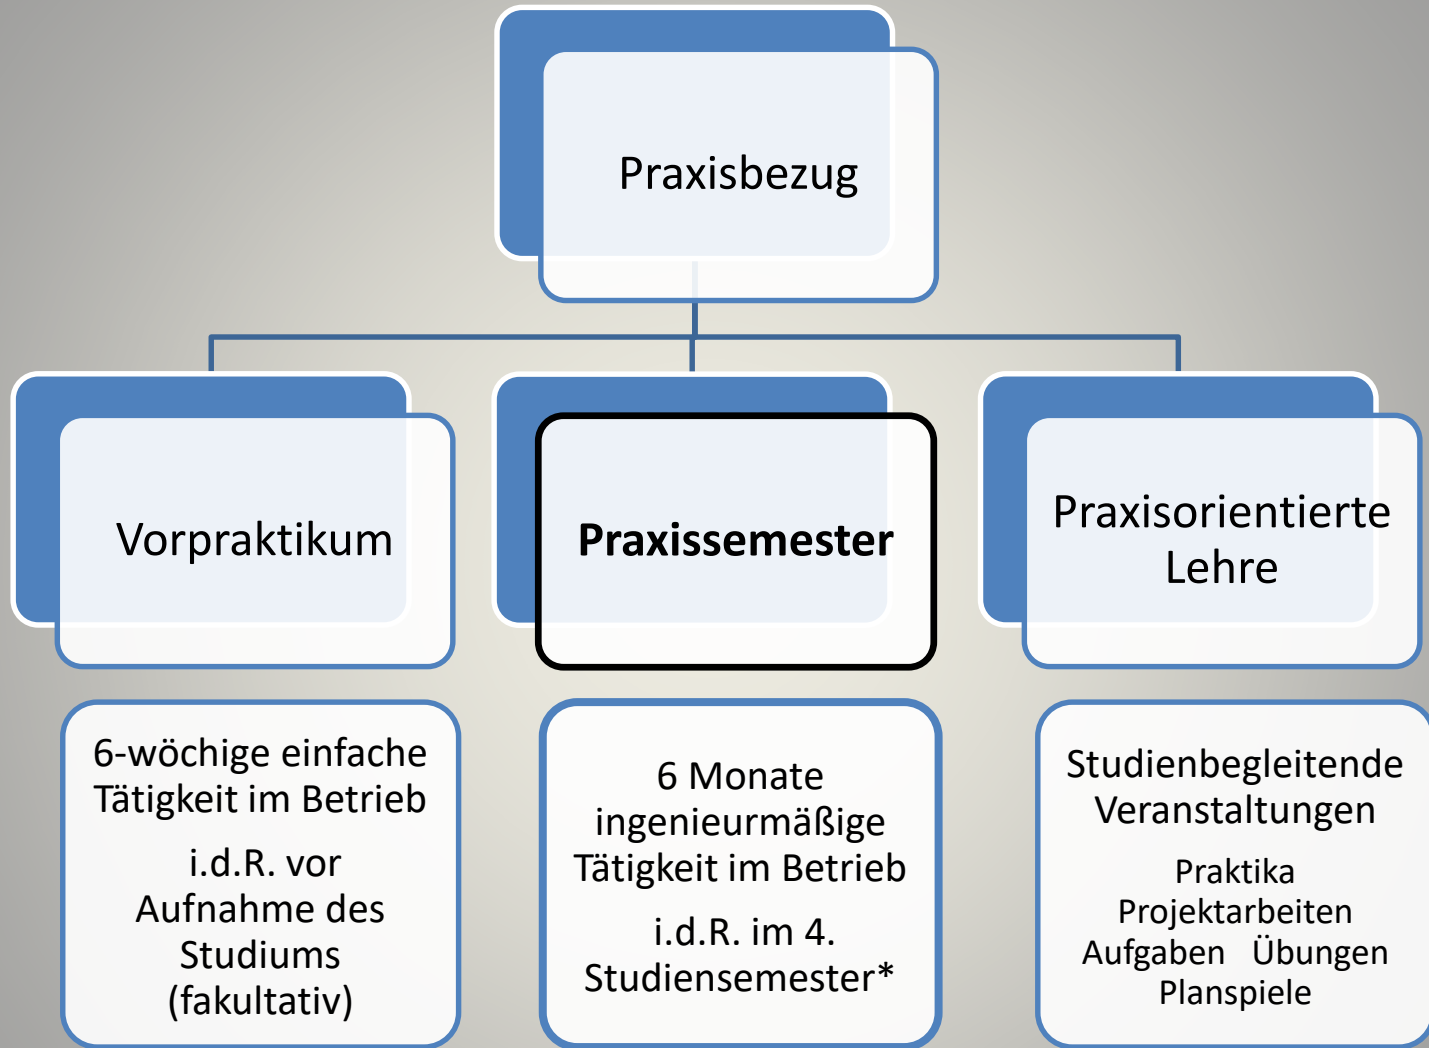 Praxisbezug
Vorpraktikum
Praxissemester
Praxisorientierte
Lehre
6-wöchige einfache
Tätigkeit im Betrieb
i.d.R. vor
Aufnahme des
Studiums
(fakultativ)
6 Monate
ingenieurmäßige
Tätigkeit im Betrieb
i.d.R. im 4.
Studiensemester*
Studienbegleitende
Veranstaltungen
Praktika
Projektarbeiten
Aufgaben Übungen
Planspiele